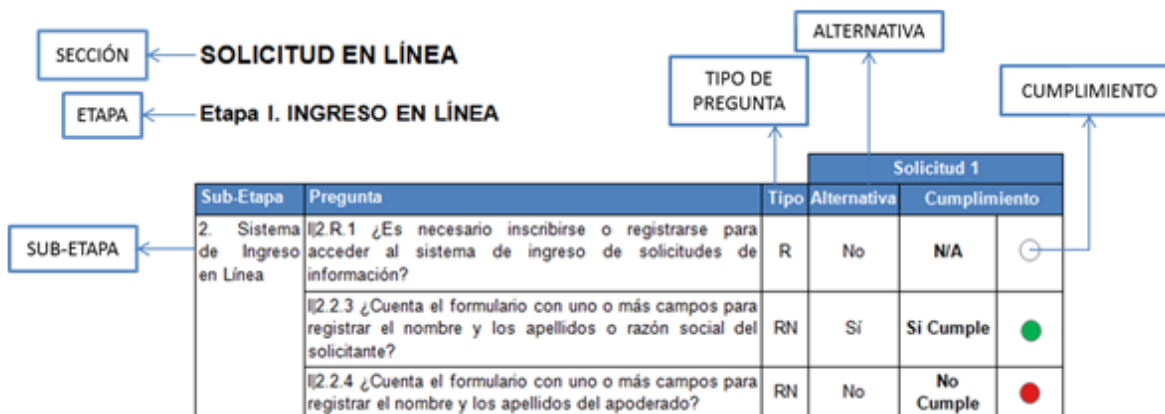 ALTERNATIVA
SECCIÓN
SOLICITUD EN LÍNEA
TIPO DE
PREGUNTA
CUMPLIMIENTO
ETAPA
Etapa I. INGRESO EN LÍNEA
Solicitud 1
Sub-Etapa Pregunta Tipo Alternativa Cumplimiento
SUB-ETAPA
2. Sistema
de Ingreso
en Línea
I|2.R.1 ¿Es necesario inscribirse o registrarse para
acceder al sistema de ingreso de solicitudes de
información?
R No N/A
I|2.2.3 ¿Cuenta el formulario con uno o más campos para
registrar el nombre y los apellidos o razón social del
solicitante?
RN Sí Sí Cumple
I|2.2.4 ¿Cuenta el formulario con uno o más campos para
registrar el nombre y los apellidos del apoderado?
RN No No
Cumple